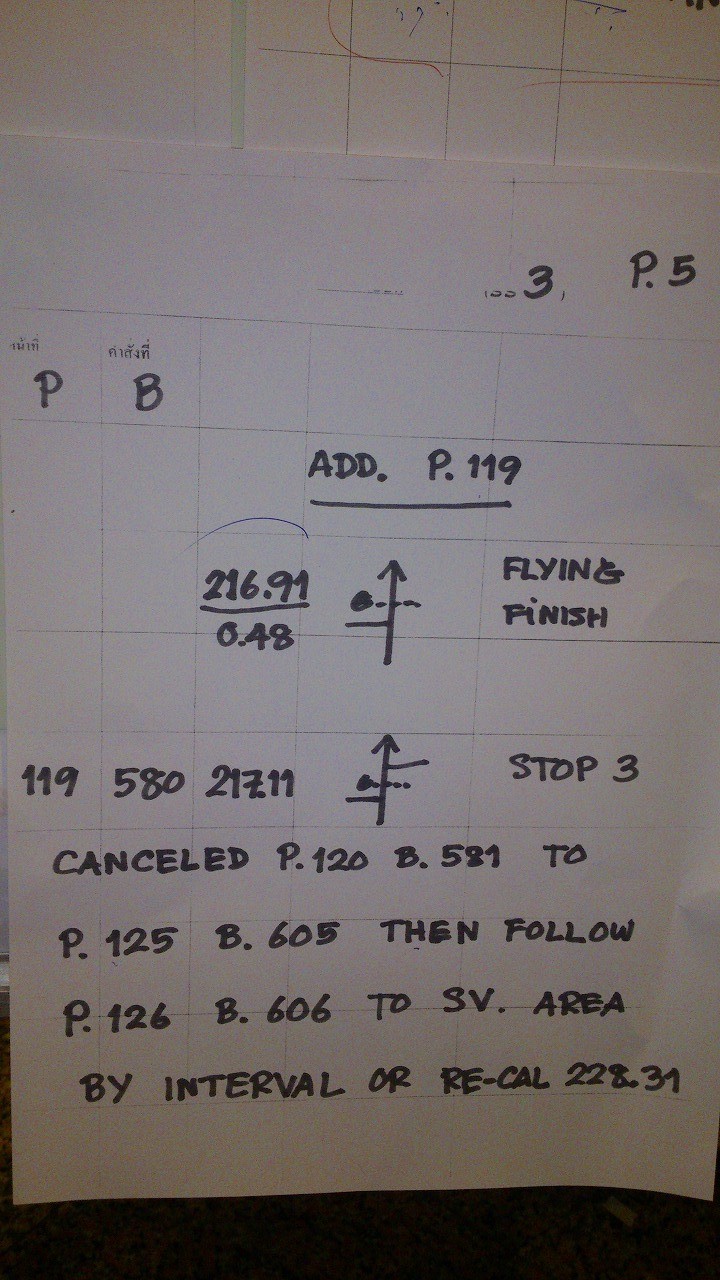 3, P.5
หน้าที่ คำสั่งที่
P B
ADD. P.119
216.91 FLYING
0.48 FINISH
119 580 217.11 STOP 3
CANCELED P.120 B.581 TO
P.125 B.605 THEN FOLLOW
P.126 B.606 TO SV. AREA
BY INTERVAL OR RE-CAL 228.31